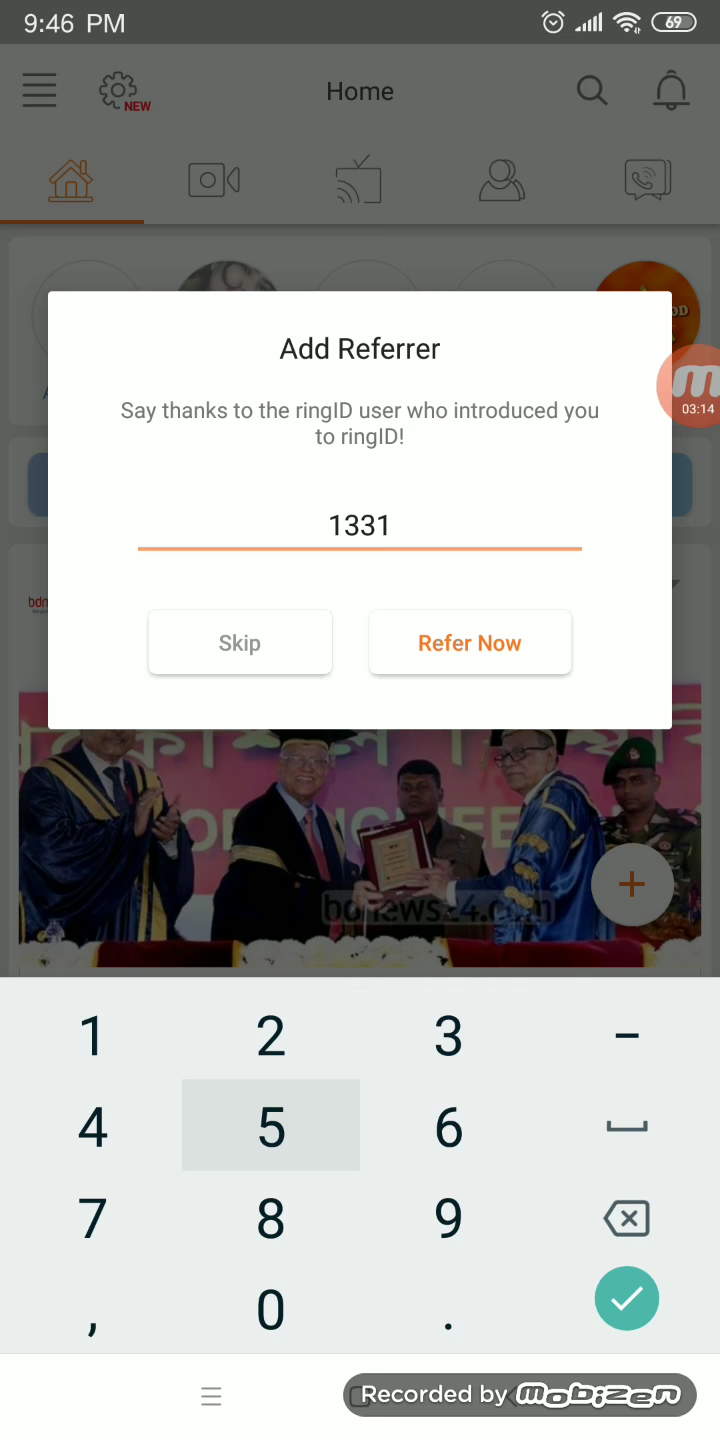 9:46 PM
69
NEW
Home
OD
03:14
Add Referrer
Say thanks to the ringID user who introduced you
to ringID!
1331
Skip
Refer Now
bdn
bdnews24.com
1 2 3 -
4 5 6
7 8 9
, 0 .
Recorded by mobizen